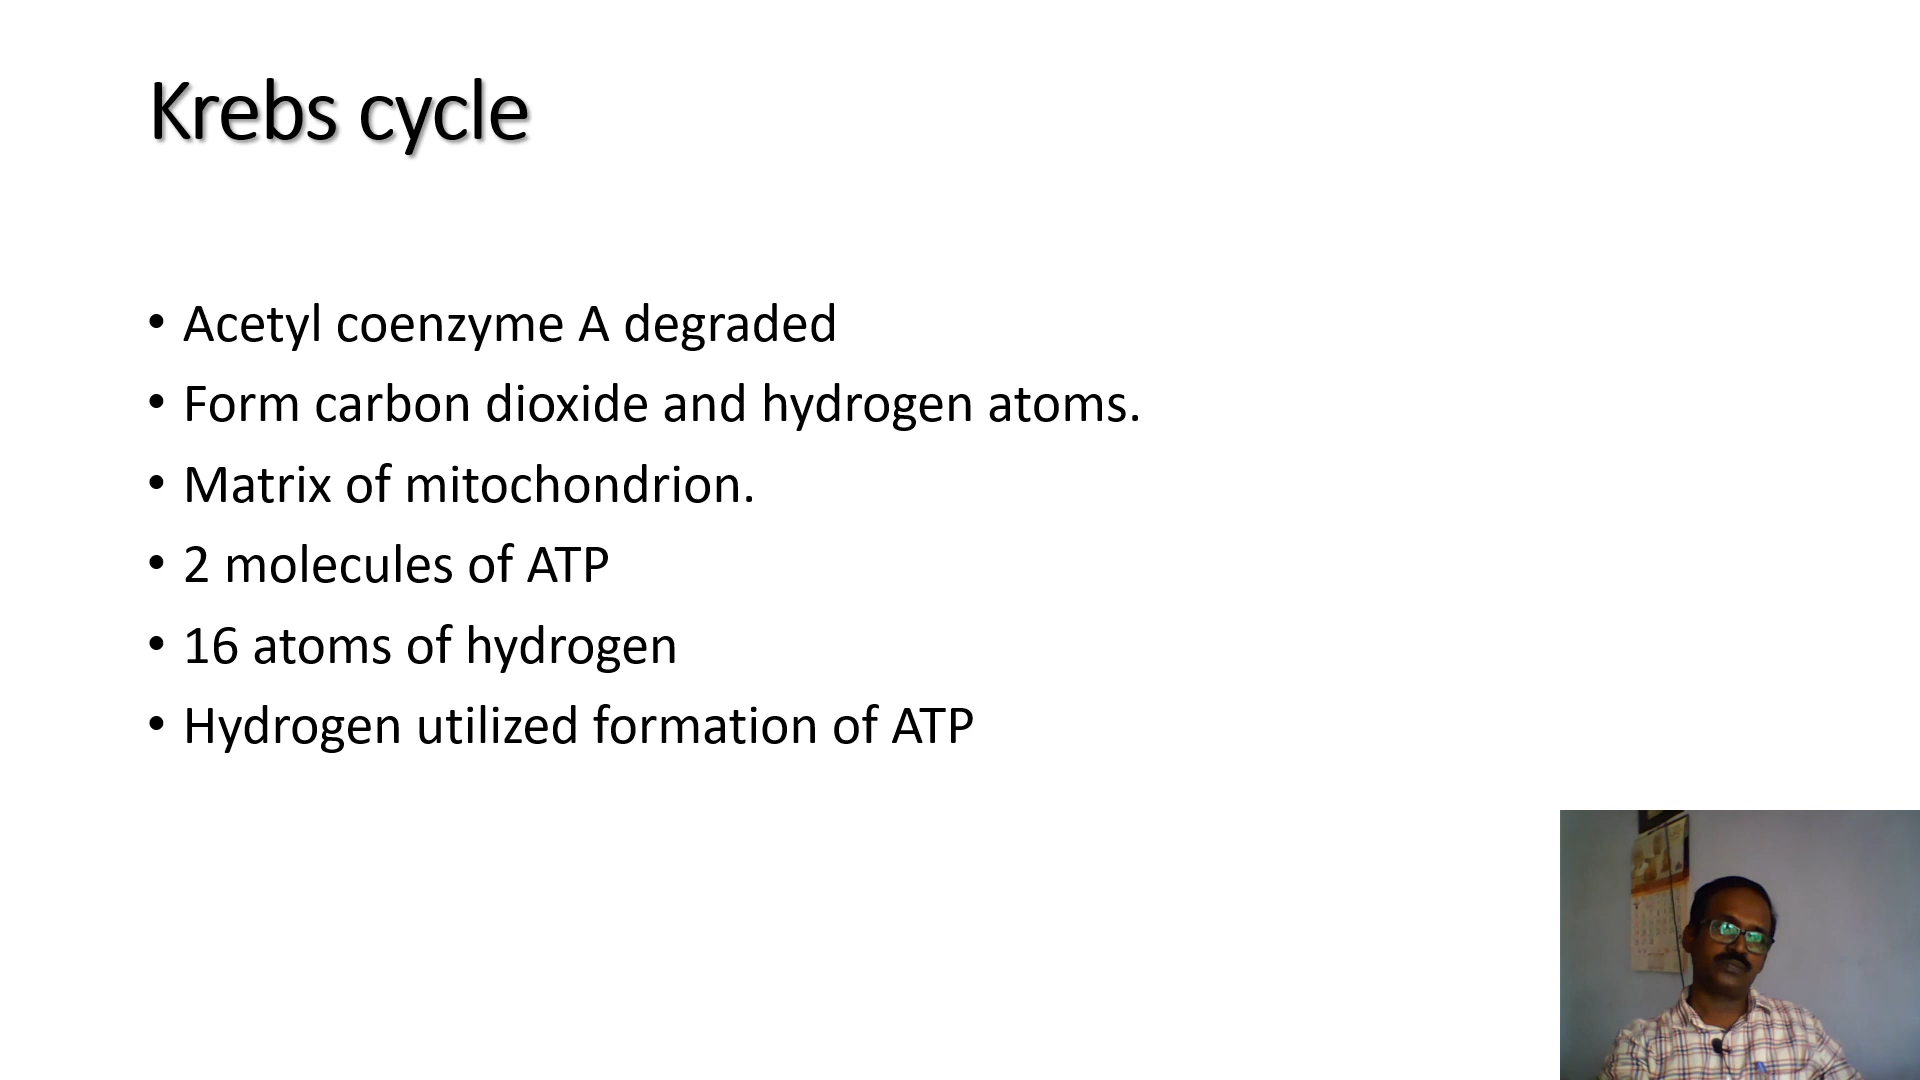 Krebs cycle
• Acetyl coenzyme A degraded
• Form carbon dioxide and hydrogen atoms.
• Matrix of mitochondrion.
• 2 molecules of ATP
• 16 atoms of hydrogen
• Hydrogen utilized formation of ATP